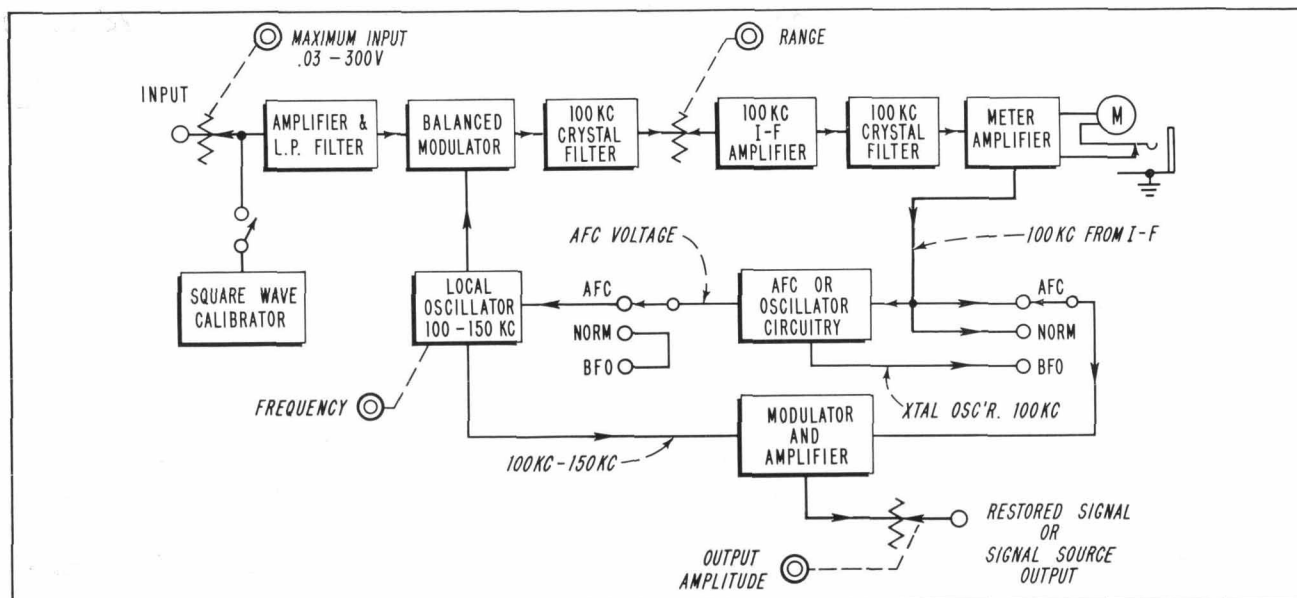 MAXIMUM INPUT
.03 - 300V
RANGE
INPUT
AMPLIFIER &
L.P. FILTER
BALANCED
MODULATOR
100 KC
CRYSTAL
FILTER
100 KC
I-F
AMPLIFIER
100 KC
CRYSTAL
FILTER
METER
AMPLIFIER
M
SQUARE WAVE
CALIBRATOR
LOCAL
OSCILLATOR
100 - 150 KC
AFC VOLTAGE
AFC
NORM
BFO
AFC OR
OSCILLATOR
CIRCUITRY
100 KC FROM I-F
AFC
NORM
BFO
XTAL OSC'R. 100 KC
FREQUENCY
100KC-150KC
MODULATOR
AND
AMPLIFIER
OUTPUT
AMPLITUDE
RESTORED SIGNAL
OR
SIGNAL SOURCE
OUTPUT